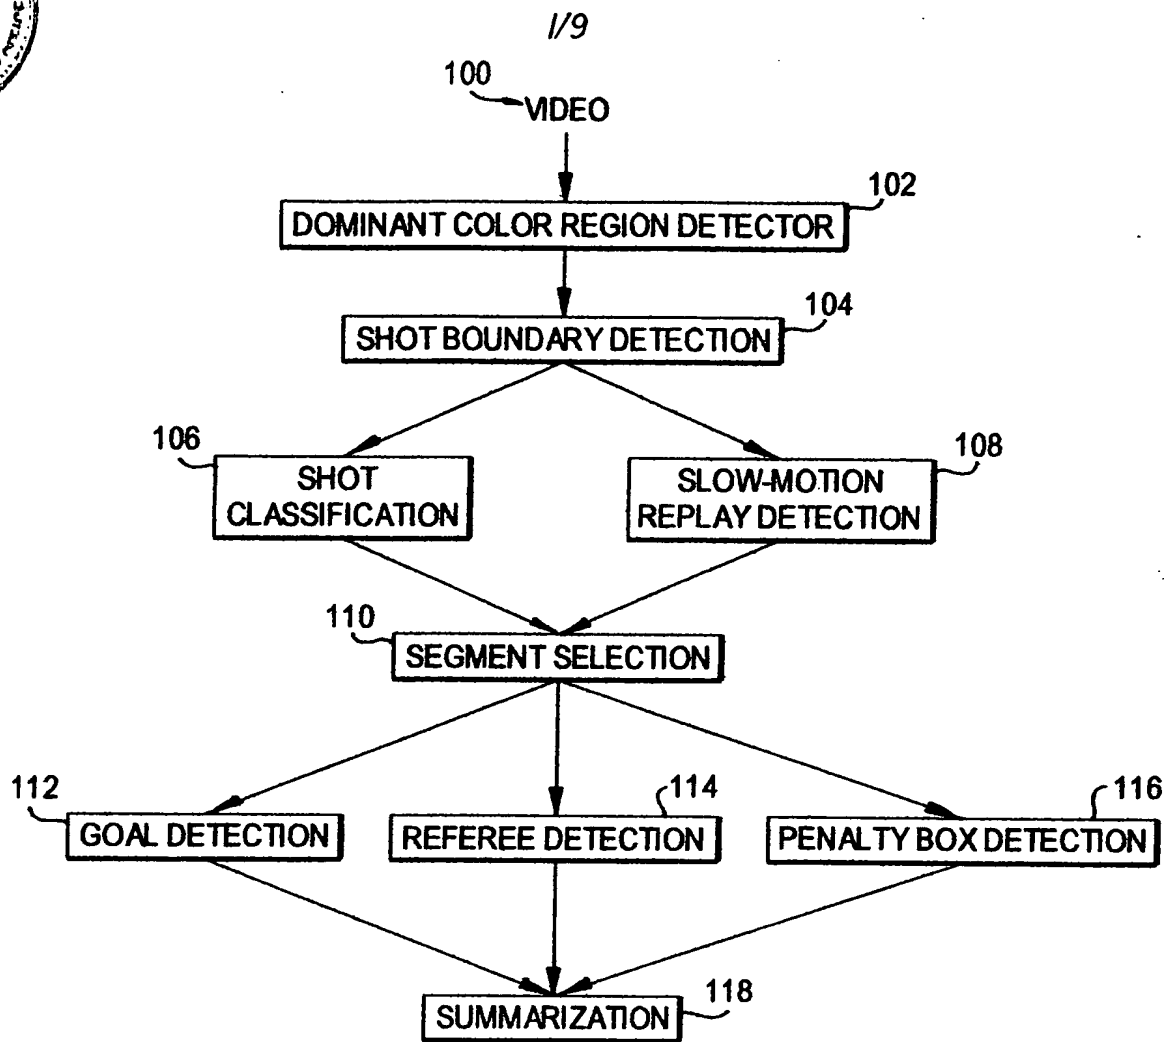 1/9
100
VIDEO
102
DOMINANT COLOR REGION DETECTOR
104
SHOT BOUNDARY DETECTION
106
SHOT
CLASSIFICATION
108
SLOW-MOTION
REPLAY DETECTION
110
SEGMENT SELECTION
112
GOAL DETECTION
114
REFEREE DETECTION
116
PENALTY BOX DETECTION
118
SUMMARIZATION